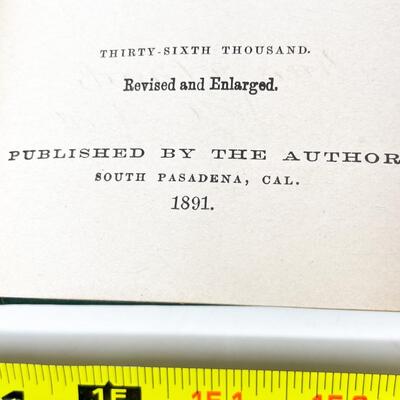 THIRTY-SIXTH THOUSAND.
Revised and Enlarged.
PUBLISHED BY THE AUTHOR
SOUTH PASADENA, CAL.
1891.